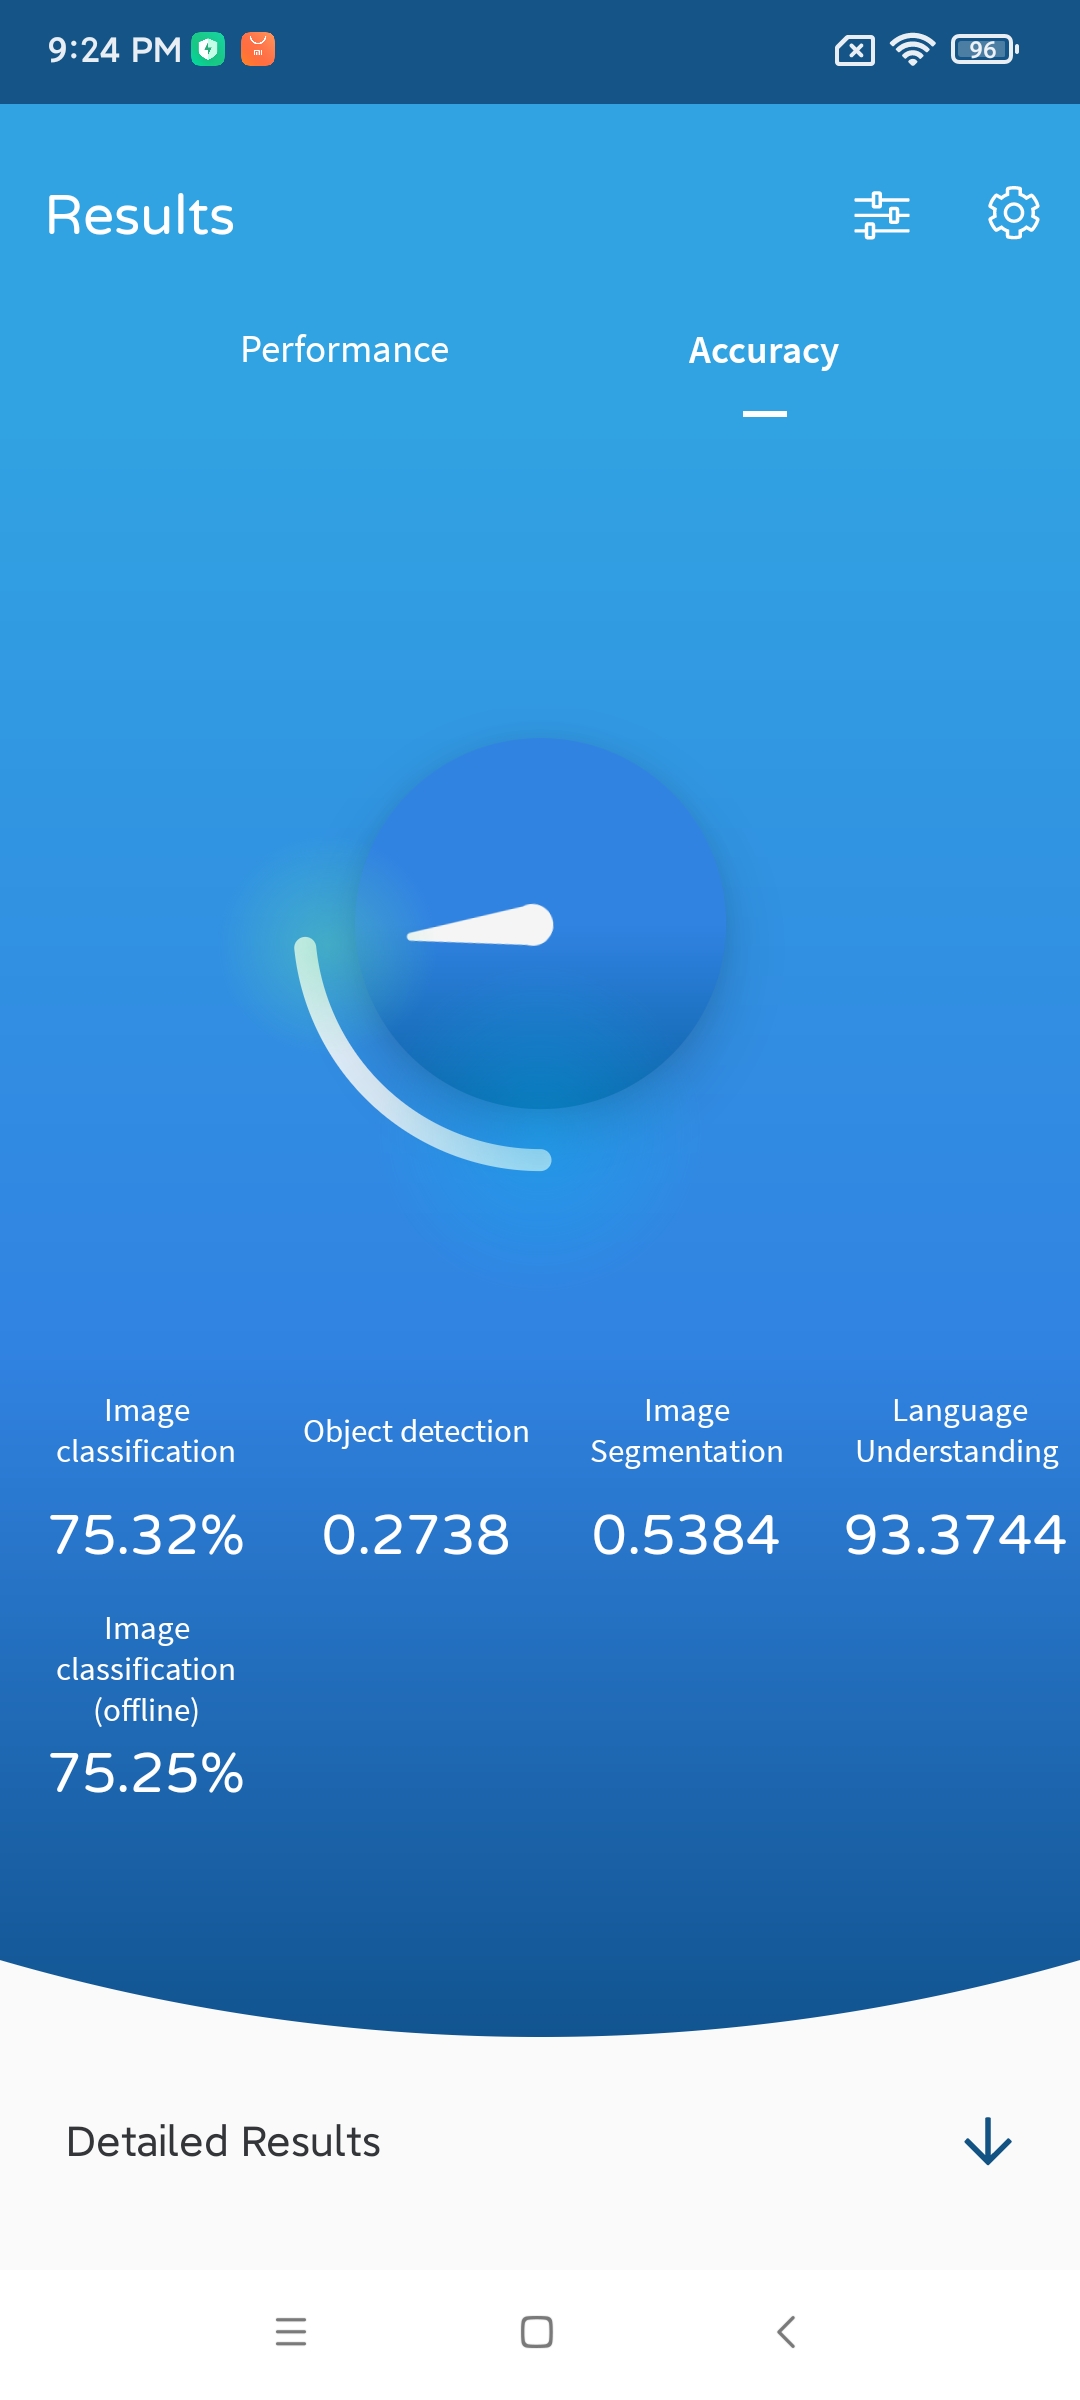 9:24 PM
96
Results
Performance
Accuracy
Image
classification
75.32%
Object detection
0.2738
Image
Segmentation
0.5384
Language
Understanding
93.3744
Image
classification
(offline)
75.25%
Detailed Results